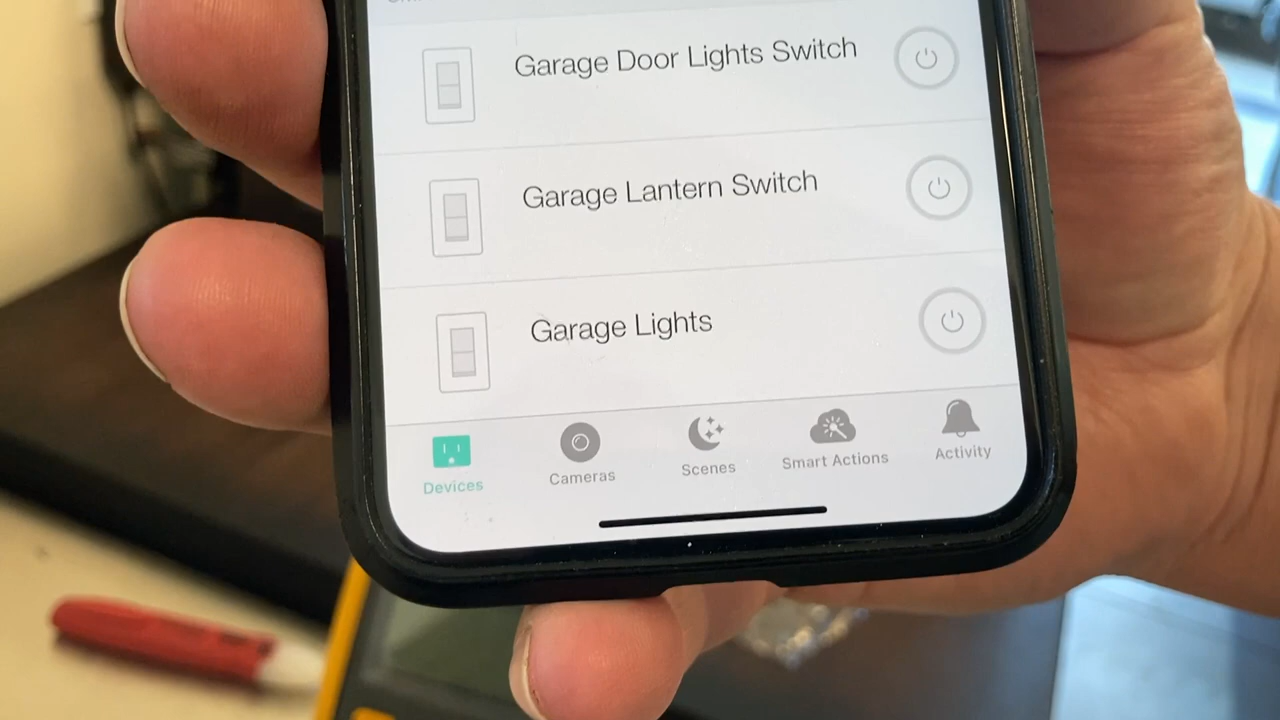 Garage Door Lights Switch
Garage Lantern Switch
Garage Lights
Devices
Cameras
Scenes
Smart Actions
Activity